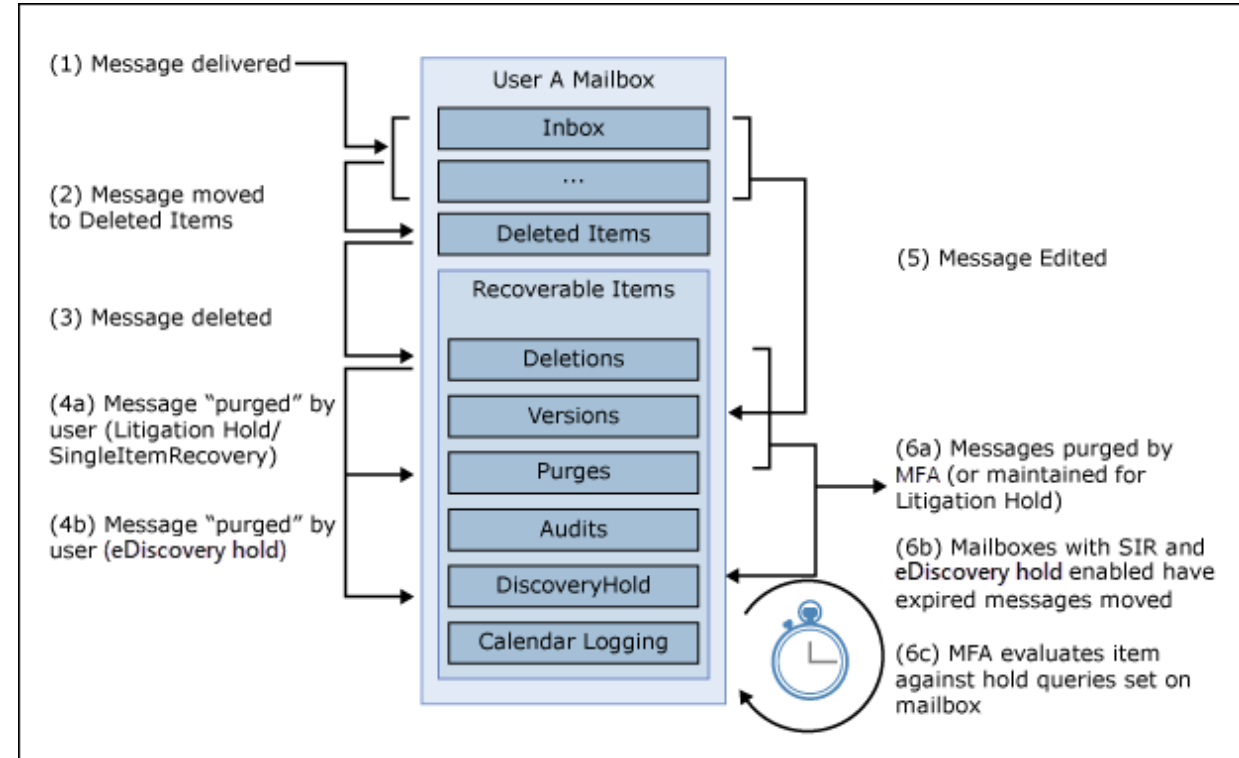 (1) Message delivered
(2) Message moved
to Deleted Items
(3) Message deleted
(4a) Message “purged” by
user (Litigation Hold/
SingleItemRecovery)
(4b) Message “purged” by
user (eDiscovery hold)
User A Mailbox
Inbox
...
Deleted Items
Recoverable Items
Deletions
Versions
Purges
Audits
DiscoveryHold
Calendar Logging
(5) Message Edited
(6a) Messages purged by
MFA (or maintained for
Litigation Hold)
(6b) Mailboxes with SIR and
eDiscovery hold enabled have
expired messages moved
(6c) MFA evaluates item
against hold queries set on
mailbox